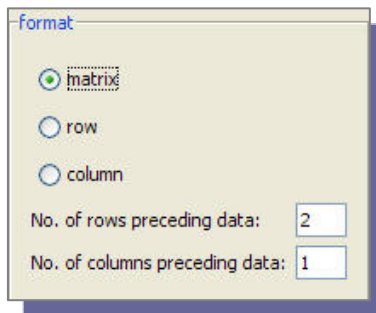 format
matrix
row
column
No. of rows preceding data: 2
No. of columns preceding data: 1